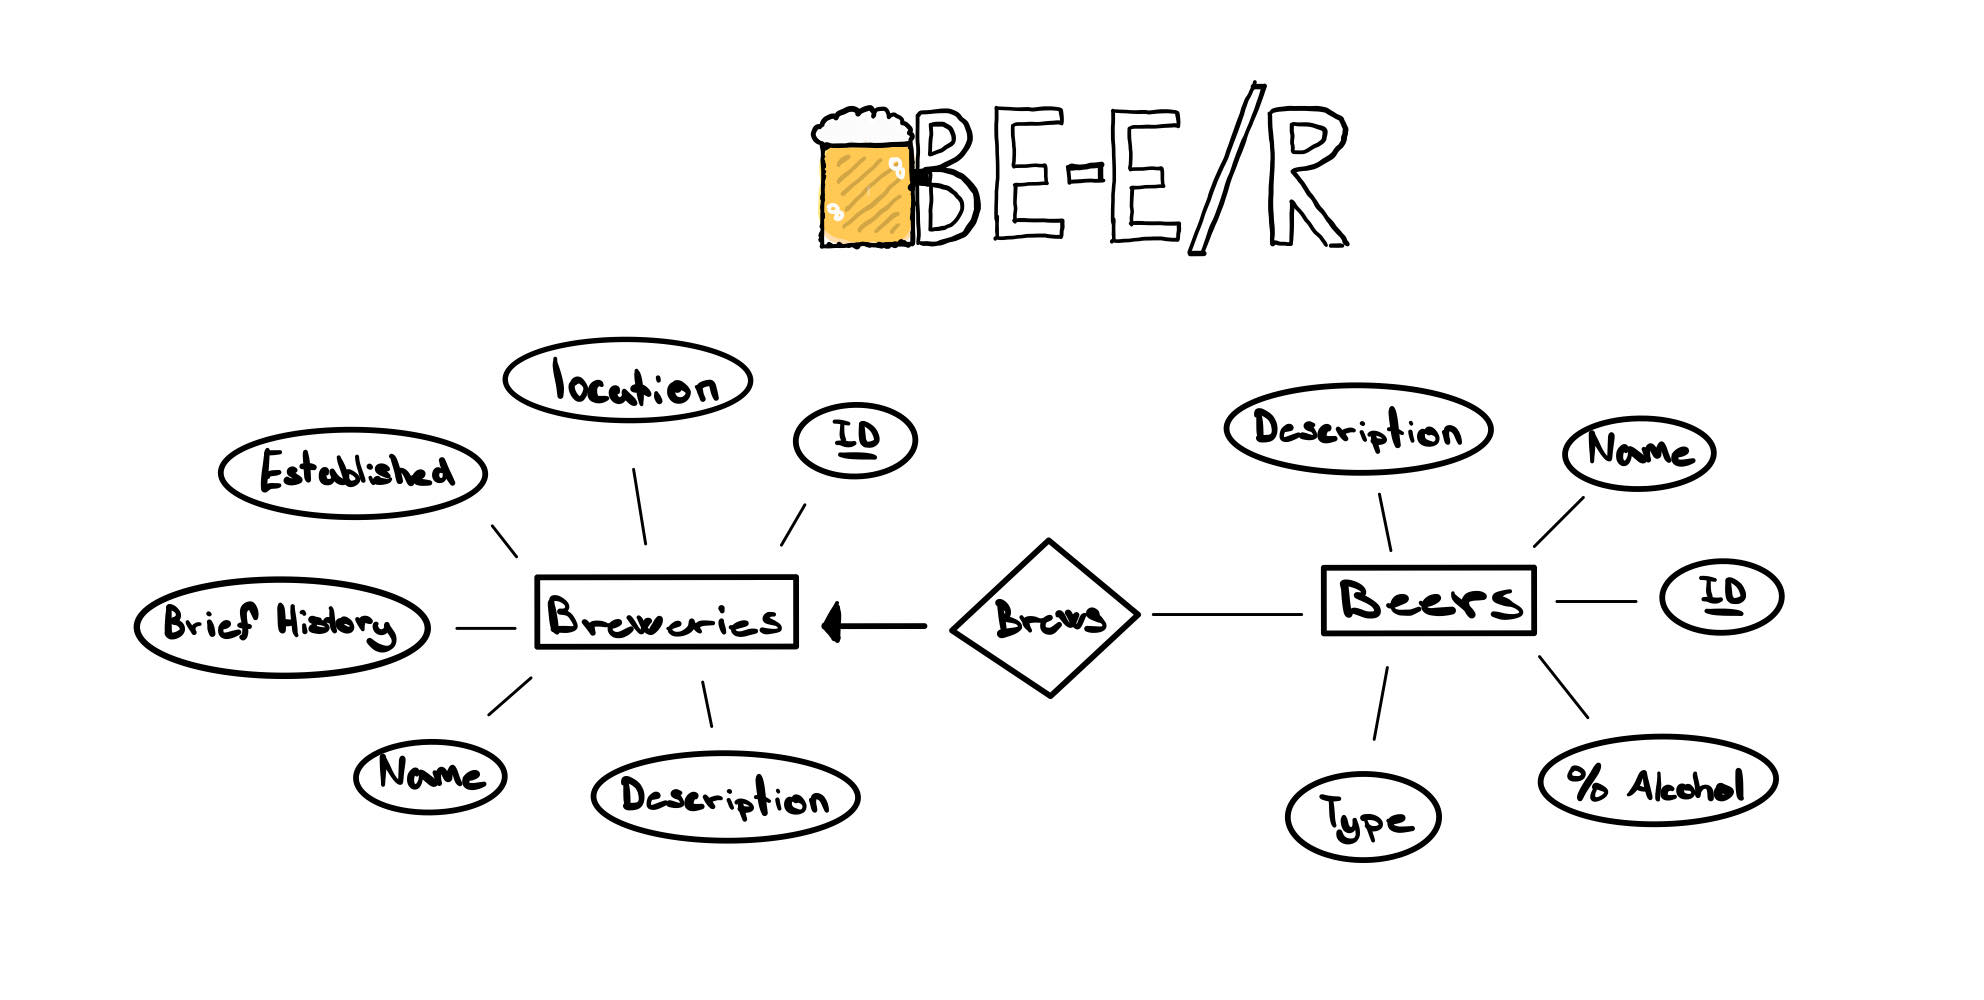 BE-E/R
location
ID
Established
Description
Name
Brief History
Breweries
Brews
Beers
ID
Name
Description
Type
% Alcohol